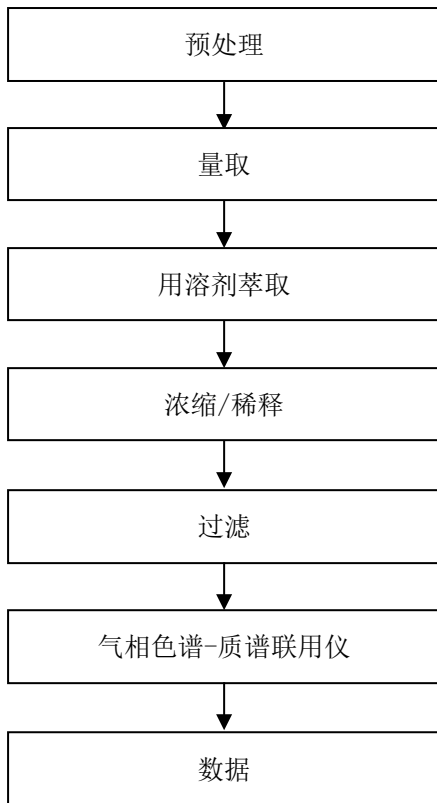 预处理
量取
用溶剂萃取
浓缩/稀释
过滤
气相色谱-质谱联用仪
数据